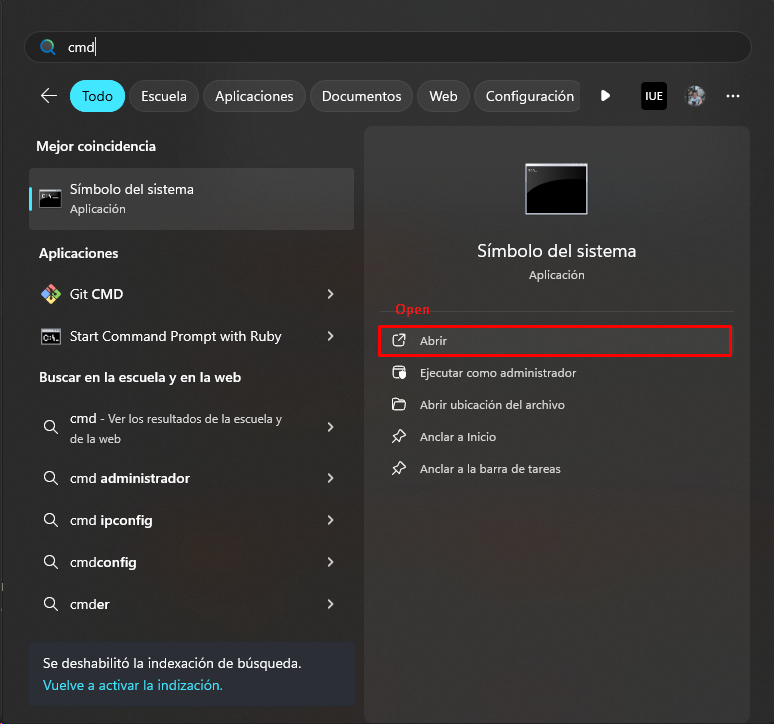 cmd
Todo
Escuela
Aplicaciones
Documentos
Web
Configuración
IUE
Mejor coincidencia
Símbolo del sistema
Aplicación
Aplicaciones
Git CMD
Start Command Prompt with Ruby
Buscar en la escuela y en la web
cmd - Ver los resultados de la escuela y
de la web
cmd administrador
cmd ipconfig
cmdconfig
cmder
Se deshabilitó la indexación de búsqueda.
Vuelve a activar la indización.
Símbolo del sistema
Aplicación
Open
Abrir
Ejecutar como administrador
Abrir ubicación del archivo
Anclar a Inicio
Anclar a la barra de tareas